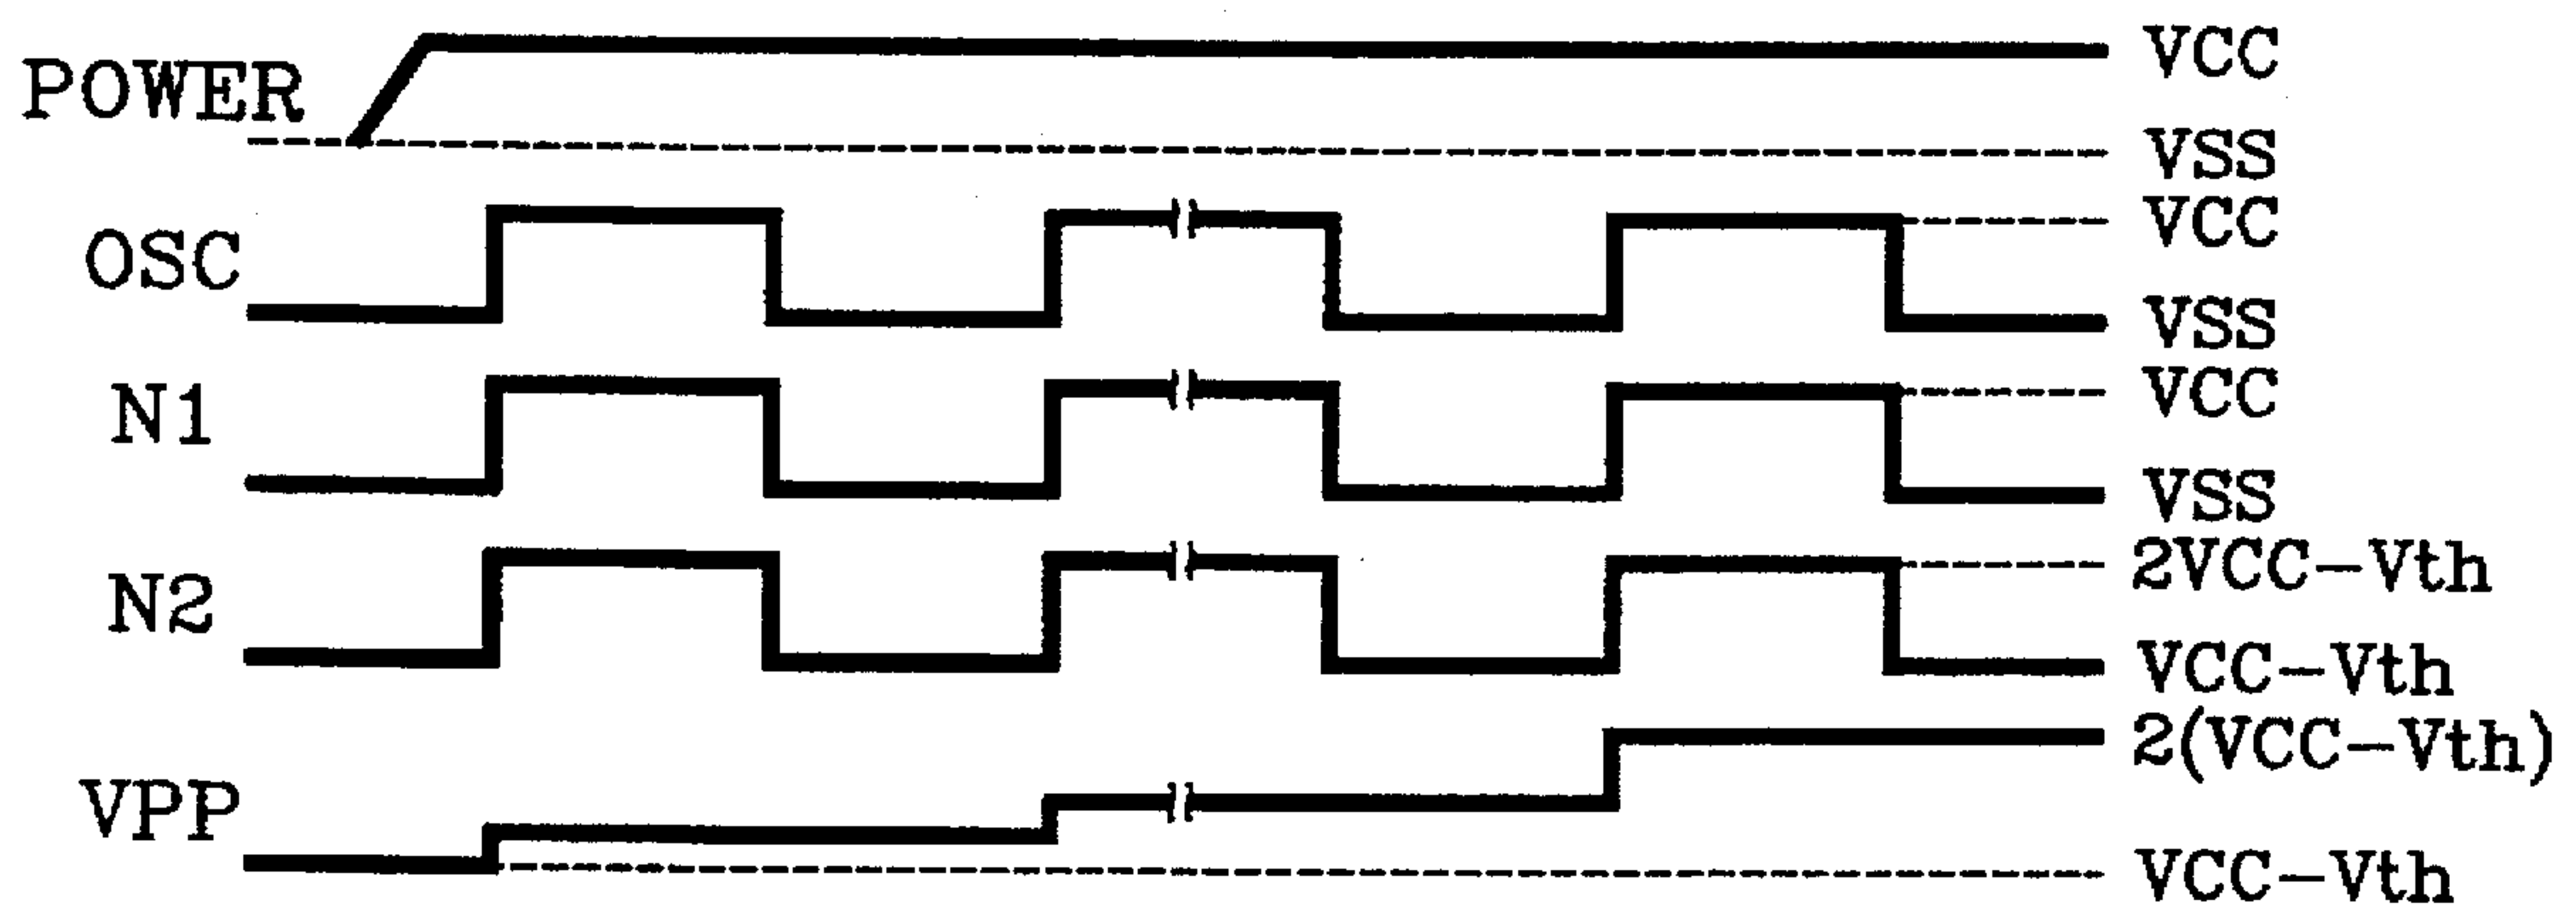 POWER
VCC
VSS
OSC
VCC
VSS
N1
VCC
VSS
N2
2VCC-Vth
VCC-Vth
VPP
2(VCC-Vth)
VCC-Vth